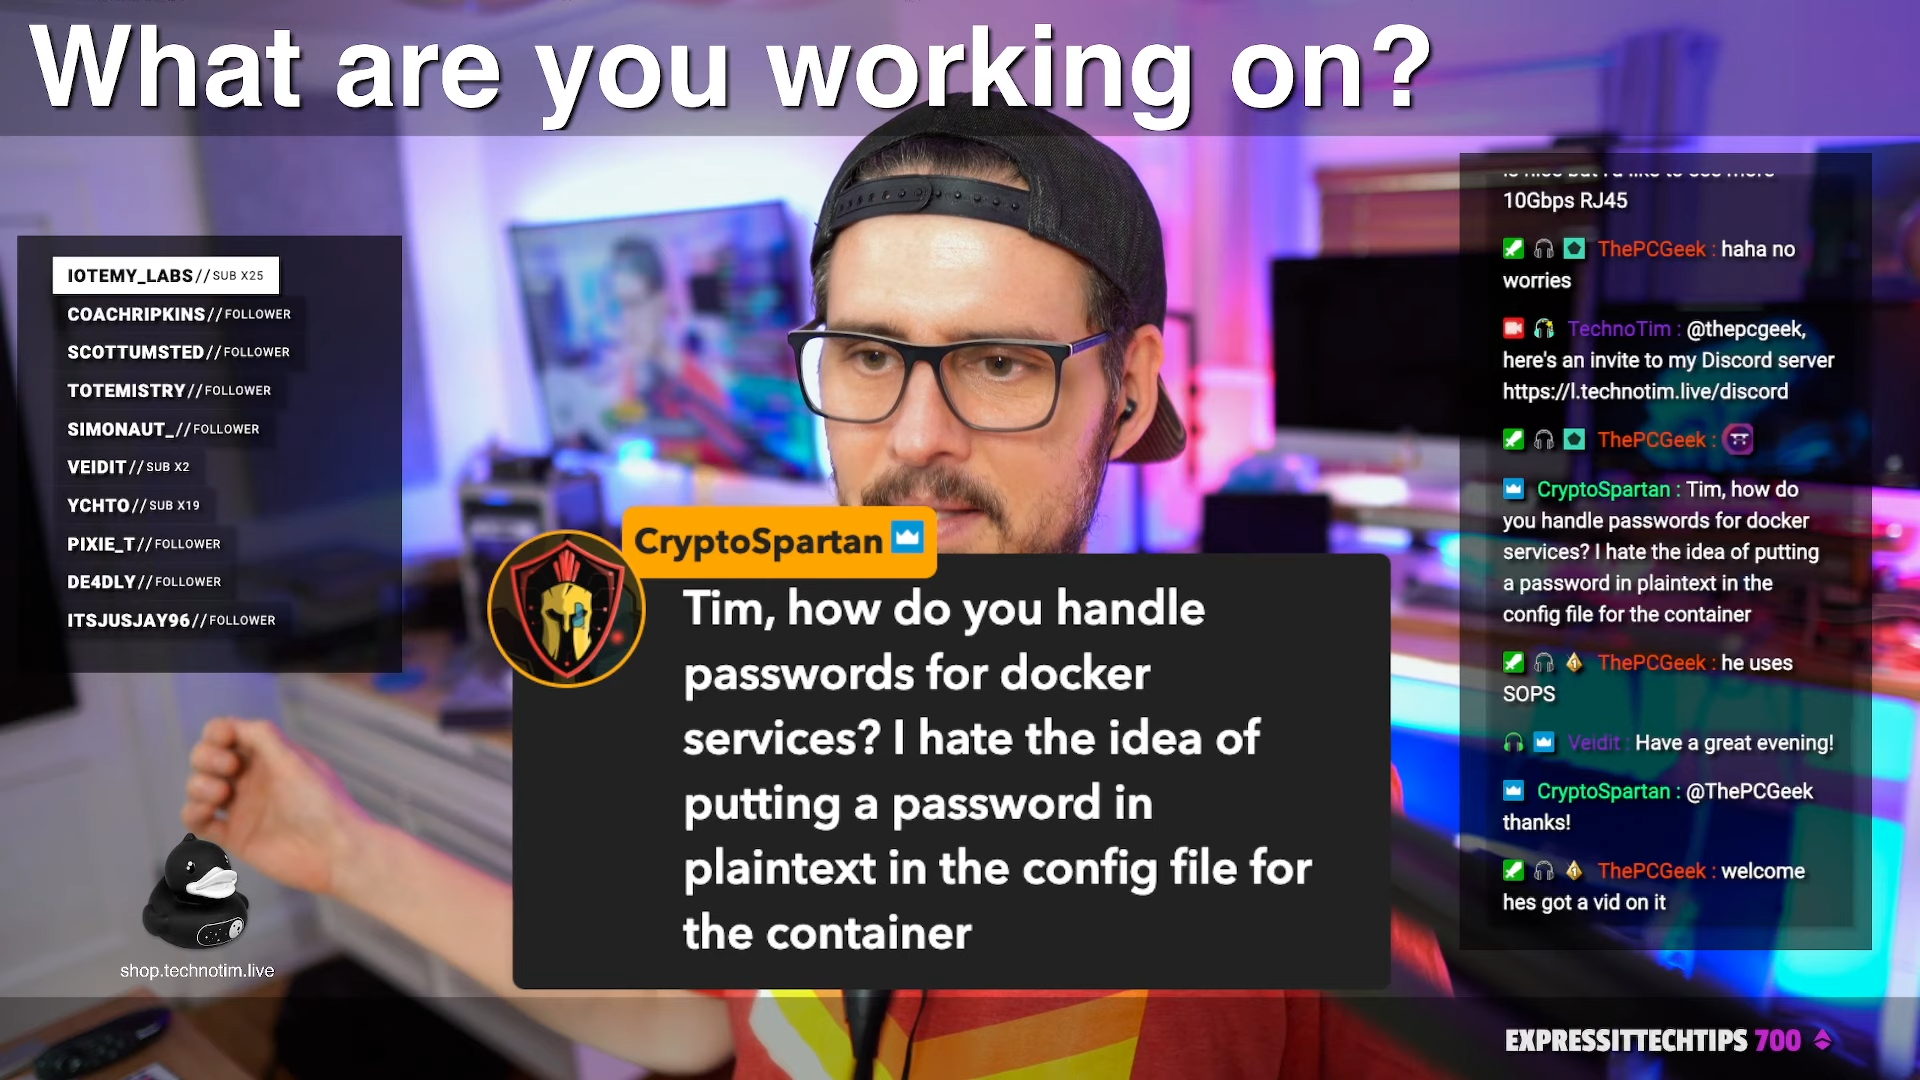 What are you working on?
IOTEMY_LABS//SUB X25
COACHRIPKINS//FOLLOWER
SCOTTUMSTED//FOLLOWER
TOTEMISTRY//FOLLOWER
SIMONAUT_//FOLLOWER
VEIDIT//SUB X2
YCHTO//SUB X19
PIXIE_T//FOLLOWER
DE4DLY//FOLLOWER
ITSJUSJAY96//FOLLOWER
shop.technotim.live
CryptoSpartan
Tim, how do you handle
passwords for docker
services? I hate the idea of
putting a password in
plaintext in the config file for
the container
10Gbps RJ45
ThePCGeek : haha no
worries
TechnoTim : @thepcgeek,
here's an invite to my Discord server
https://l.technotim.live/discord
ThePCGeek :
CryptoSpartan : Tim, how do
you handle passwords for docker
services? I hate the idea of putting
a password in plaintext in the
config file for the container
ThePCGeek : he uses
SOPS
Veidit : Have a great evening!
CryptoSpartan : @ThePCGeek
thanks!
ThePCGeek : welcome
hes got a vid on it
EXPRESSITTECHTIPS 700